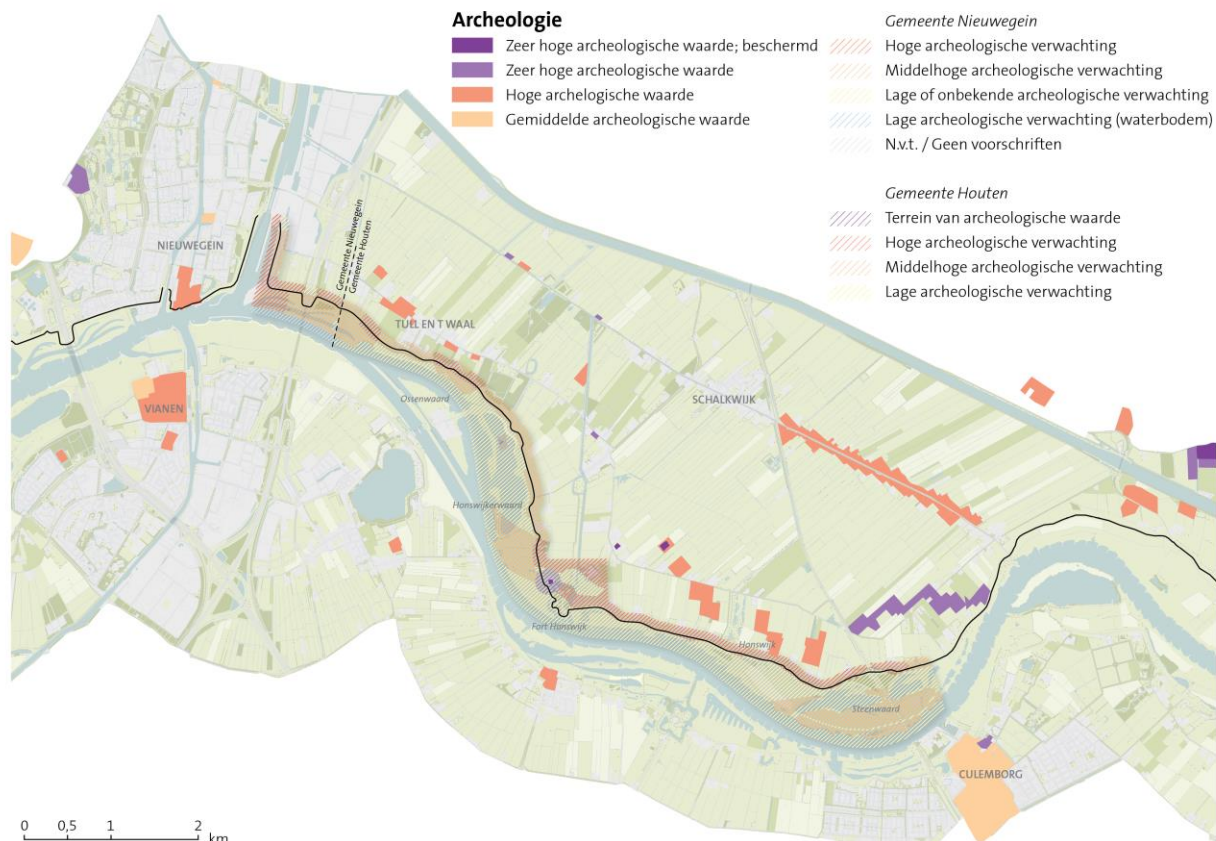 Archeologie
Zeer hoge archeologische waarde; beschermd
Zeer hoge archeologische waarde
Hoge archelogische waarde
Gemiddelde archeologische waarde
Gemeente Nieuwegein
Hoge archeologische verwachting
Middelhoge archeologische verwachting
Lage of onbekende archeologische verwachting
Lage archeologische verwachting (waterbodem)
N.v.t. / Geen voorschriften
Gemeente Houten
Terrein van archeologische waarde
Hoge archeologische verwachting
Middelhoge archeologische verwachting
Lage archeologische verwachting
NIEUWEGEIN
Gemeente Nieuwegein
Gemeente Houten
TULL EN T WAAL
Ossenwaard
SCHALKWIJK
VIANEN
Honswijkerwaard
Fort Honswijk
Honswijk
Steenwaard
CULEMBORG
0 0,5 1 2
km